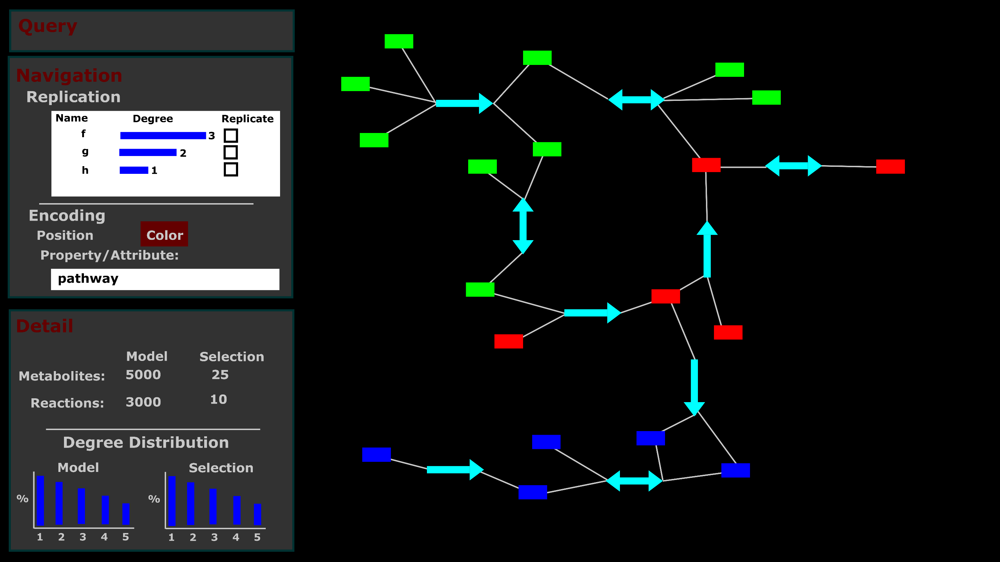 Query
Navigation
Replication
Name Degree Replicate
f 3
g 2
h 1
Encoding
Position Color
Property/Attribute:
pathway
Detail
Model Selection
Metabolites: 5000 25
Reactions: 3000 10
Degree Distribution
Model Selection
% %
1 2 3 4 5 1 2 3 4 5